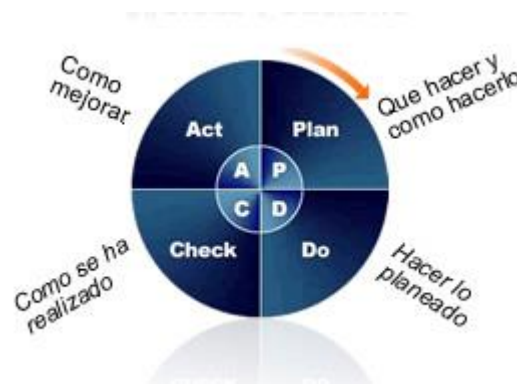 Como
mejorar
Que hacer y
como hacerlo
Act
Plan
A
P
C
D
Check
Do
Como se ha
realizado
Hacer lo
planeado